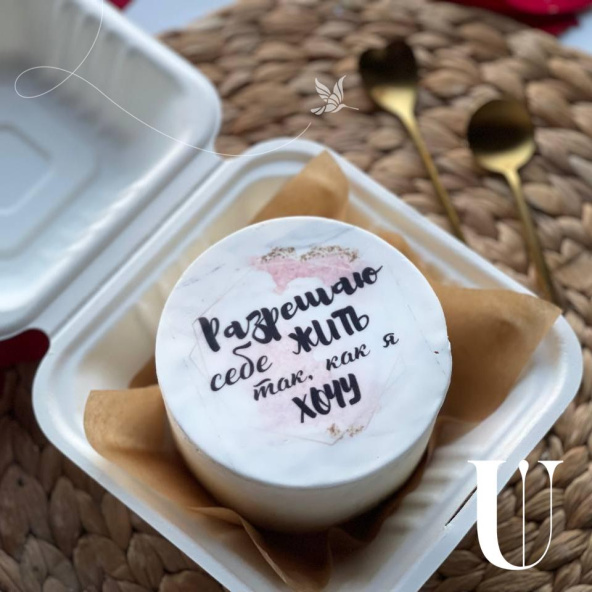 Разрешаю
себе жить
так, как я
хочу
U